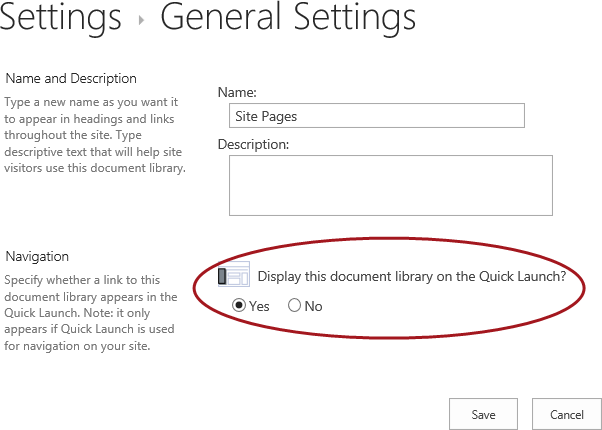 Settings ▸ General Settings
Name and Description
Type a new name as you want it
to appear in headings and links
throughout the site. Type
descriptive text that will help site
visitors use this document library.
Name:
Site Pages
Description:
Navigation
Specify whether a link to this
document library appears in the
Quick Launch. Note: it only
appears if Quick Launch is used
for navigation on your site.
Display this document library on the Quick Launch?
Yes No
Save Cancel